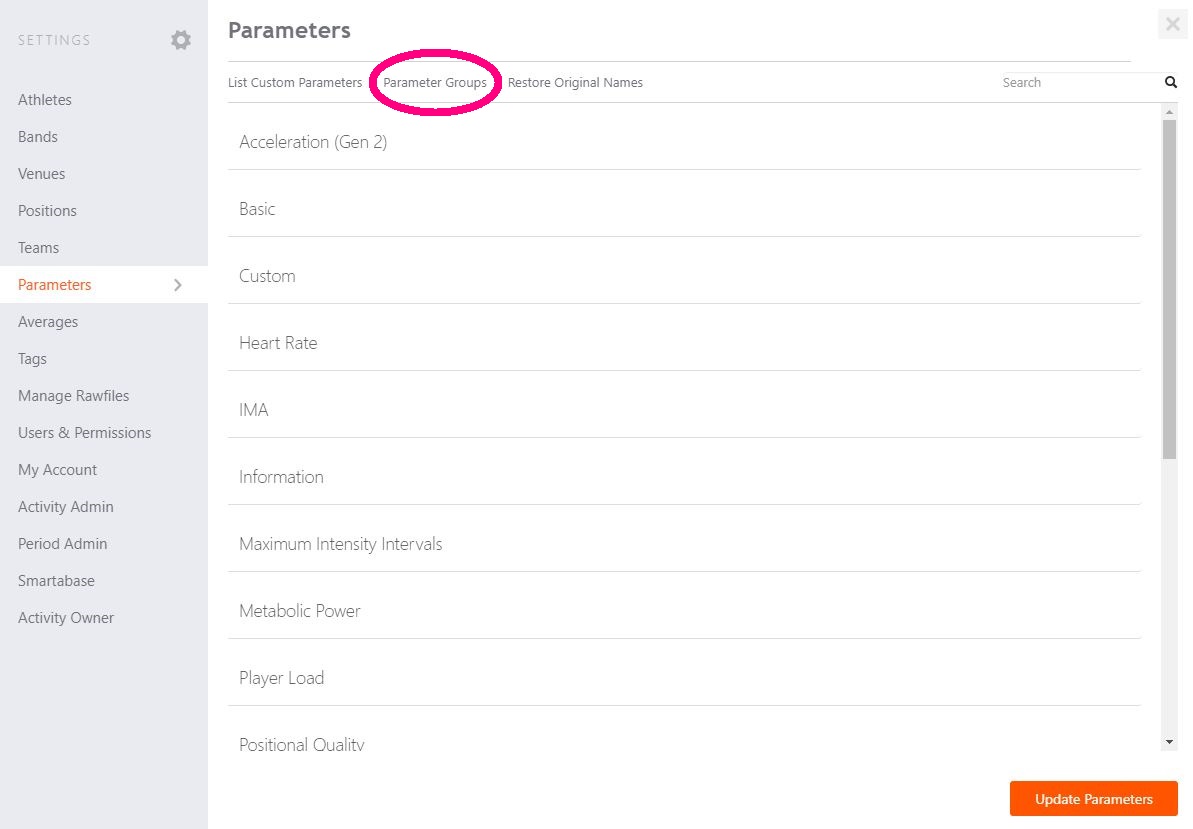 SETTINGS
Athletes
Bands
Venues
Positions
Teams
Parameters
Averages
Tags
Manage Rawfiles
Users & Permissions
My Account
Activity Admin
Period Admin
Smartabase
Activity Owner
Parameters
List Custom Parameters Parameter Groups Restore Original Names Search
Acceleration (Gen 2)
Basic
Custom
Heart Rate
IMA
Information
Maximum Intensity Intervals
Metabolic Power
Player Load
Positional Quality
Update Parameters